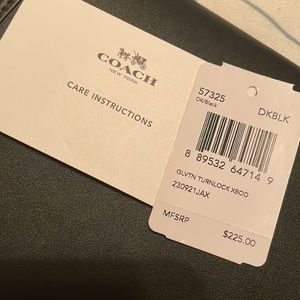 COACH
NEW YORK
CARE INSTRUCTIONS
57325
DK/Black
DKBLK
8 89532 64714 9
GLVTN TURNLOCK XBOD
230921JAX
MFSRP
$225.00